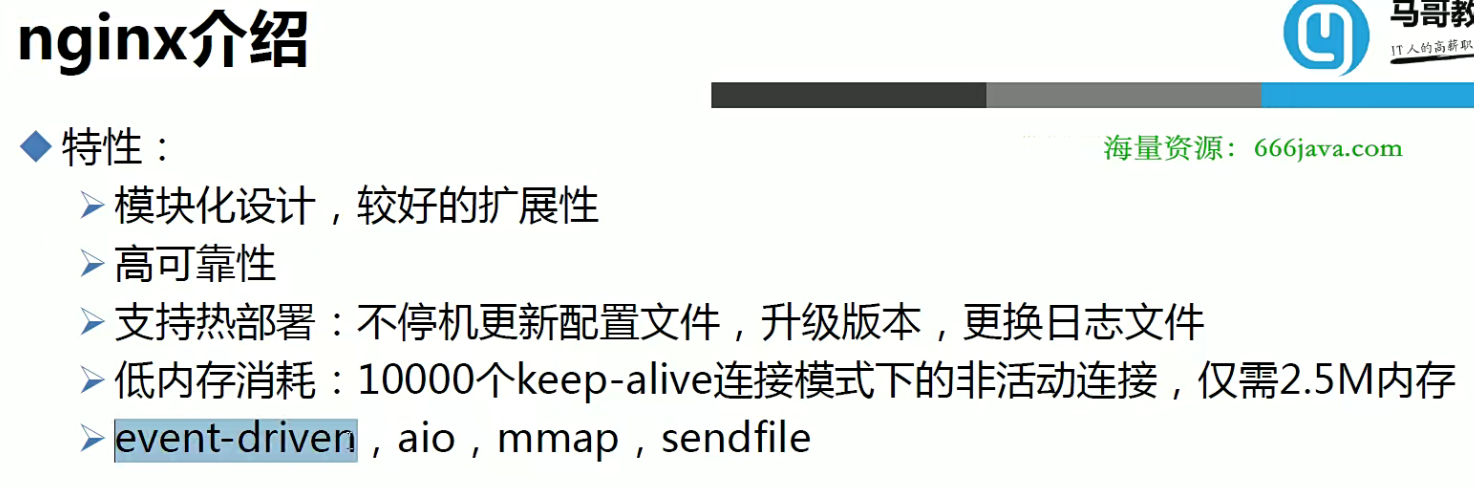 nginx介绍
马哥教
IT人的高薪职
特性：
海量资源：666java.com
模块化设计，较好的扩展性
高可靠性
支持热部署：不停机更新配置文件，升级版本，更换日志文件
低内存消耗：10000个keep-alive连接模式下的非活动连接，仅需2.5M内存
event-driven，aio，mmap，sendfile